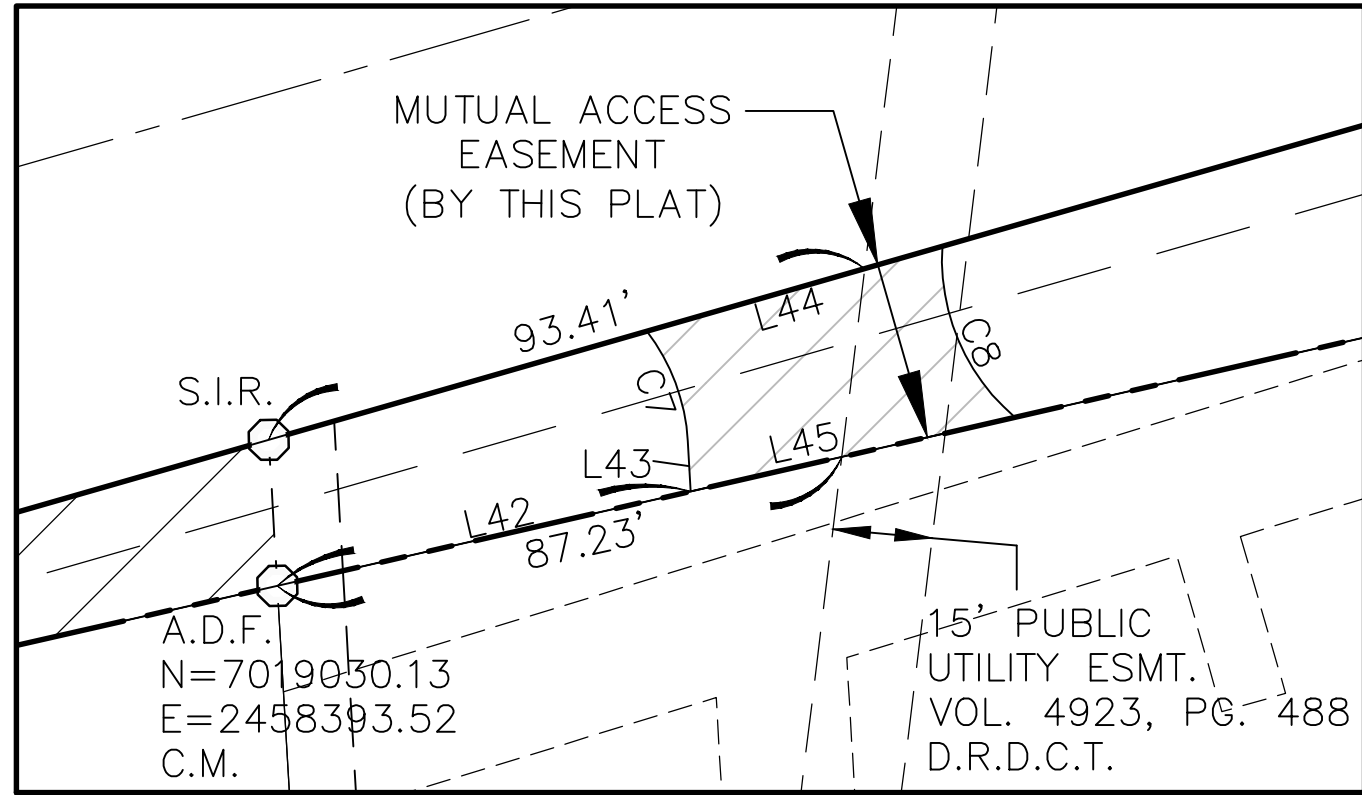 MUTUAL ACCESS
EASEMENT
(BY THIS PLAT)
L44
93.41'
C8
C7
S.I.R.
L45
L43
L42
87.23'
A.D.F.
N=7019030.13
E=2458393.52
C.M.
15' PUBLIC
UTILITY ESMT.
VOL. 4923, PG. 488
D.R.D.C.T.